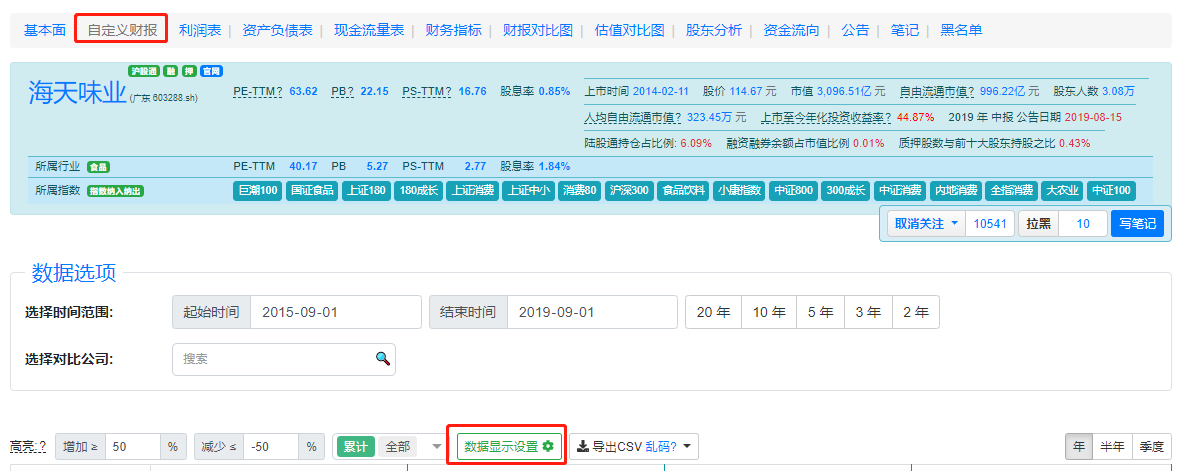 基本面 自定义财报 利润表 | 资产负债表 | 现金流量表 | 财务指标 | 财报对比图 | 估值对比图 | 股东分析 | 资金流向 | 公告 | 笔记 | 黑名单
沪股通 融 押 官网
海天味业 (广东 603288.sh) PE-TTM? 63.62 PB? 22.15 PS-TTM? 16.76 股息率 0.85%
上市时间 2014-02-11 股价 114.67 元 市值 3,096.51亿 元 自由流通市值? 996.22亿 元 股东人数 3.08万
人均自由流通市值? 323.45万 元 上市至今年化投资收益率? 44.87% 2019 年 中报 公告日期 2019-08-15
陆股通持仓占比例: 6.09% 融资融券余额占市值比例 0.01% 质押股数与前十大股东持股之比 0.43%
所属行业 食品 PE-TTM 40.17 PB 5.27 PS-TTM 2.77 股息率 1.84%
所属指数 指数纳入纳出 巨潮100 国证食品 上证180 180成长 上证消费 上证中小 消费80 沪深300 食品饮料 小康指数 中证800 300成长 中证消费 内地消费 全指消费 大农业 中证100
取消关注 10541 拉黑 10 写笔记
数据选项
选择时间范围: 起始时间 2015-09-01 结束时间 2019-09-01 20 年 10 年 5 年 3 年 2 年
选择对比公司: 搜索
高亮: ? 增加 ≥ 50 % 减少 ≤ -50 % 累计 全部 数据显示设置 导出CSV 乱码? 年 半年 季度